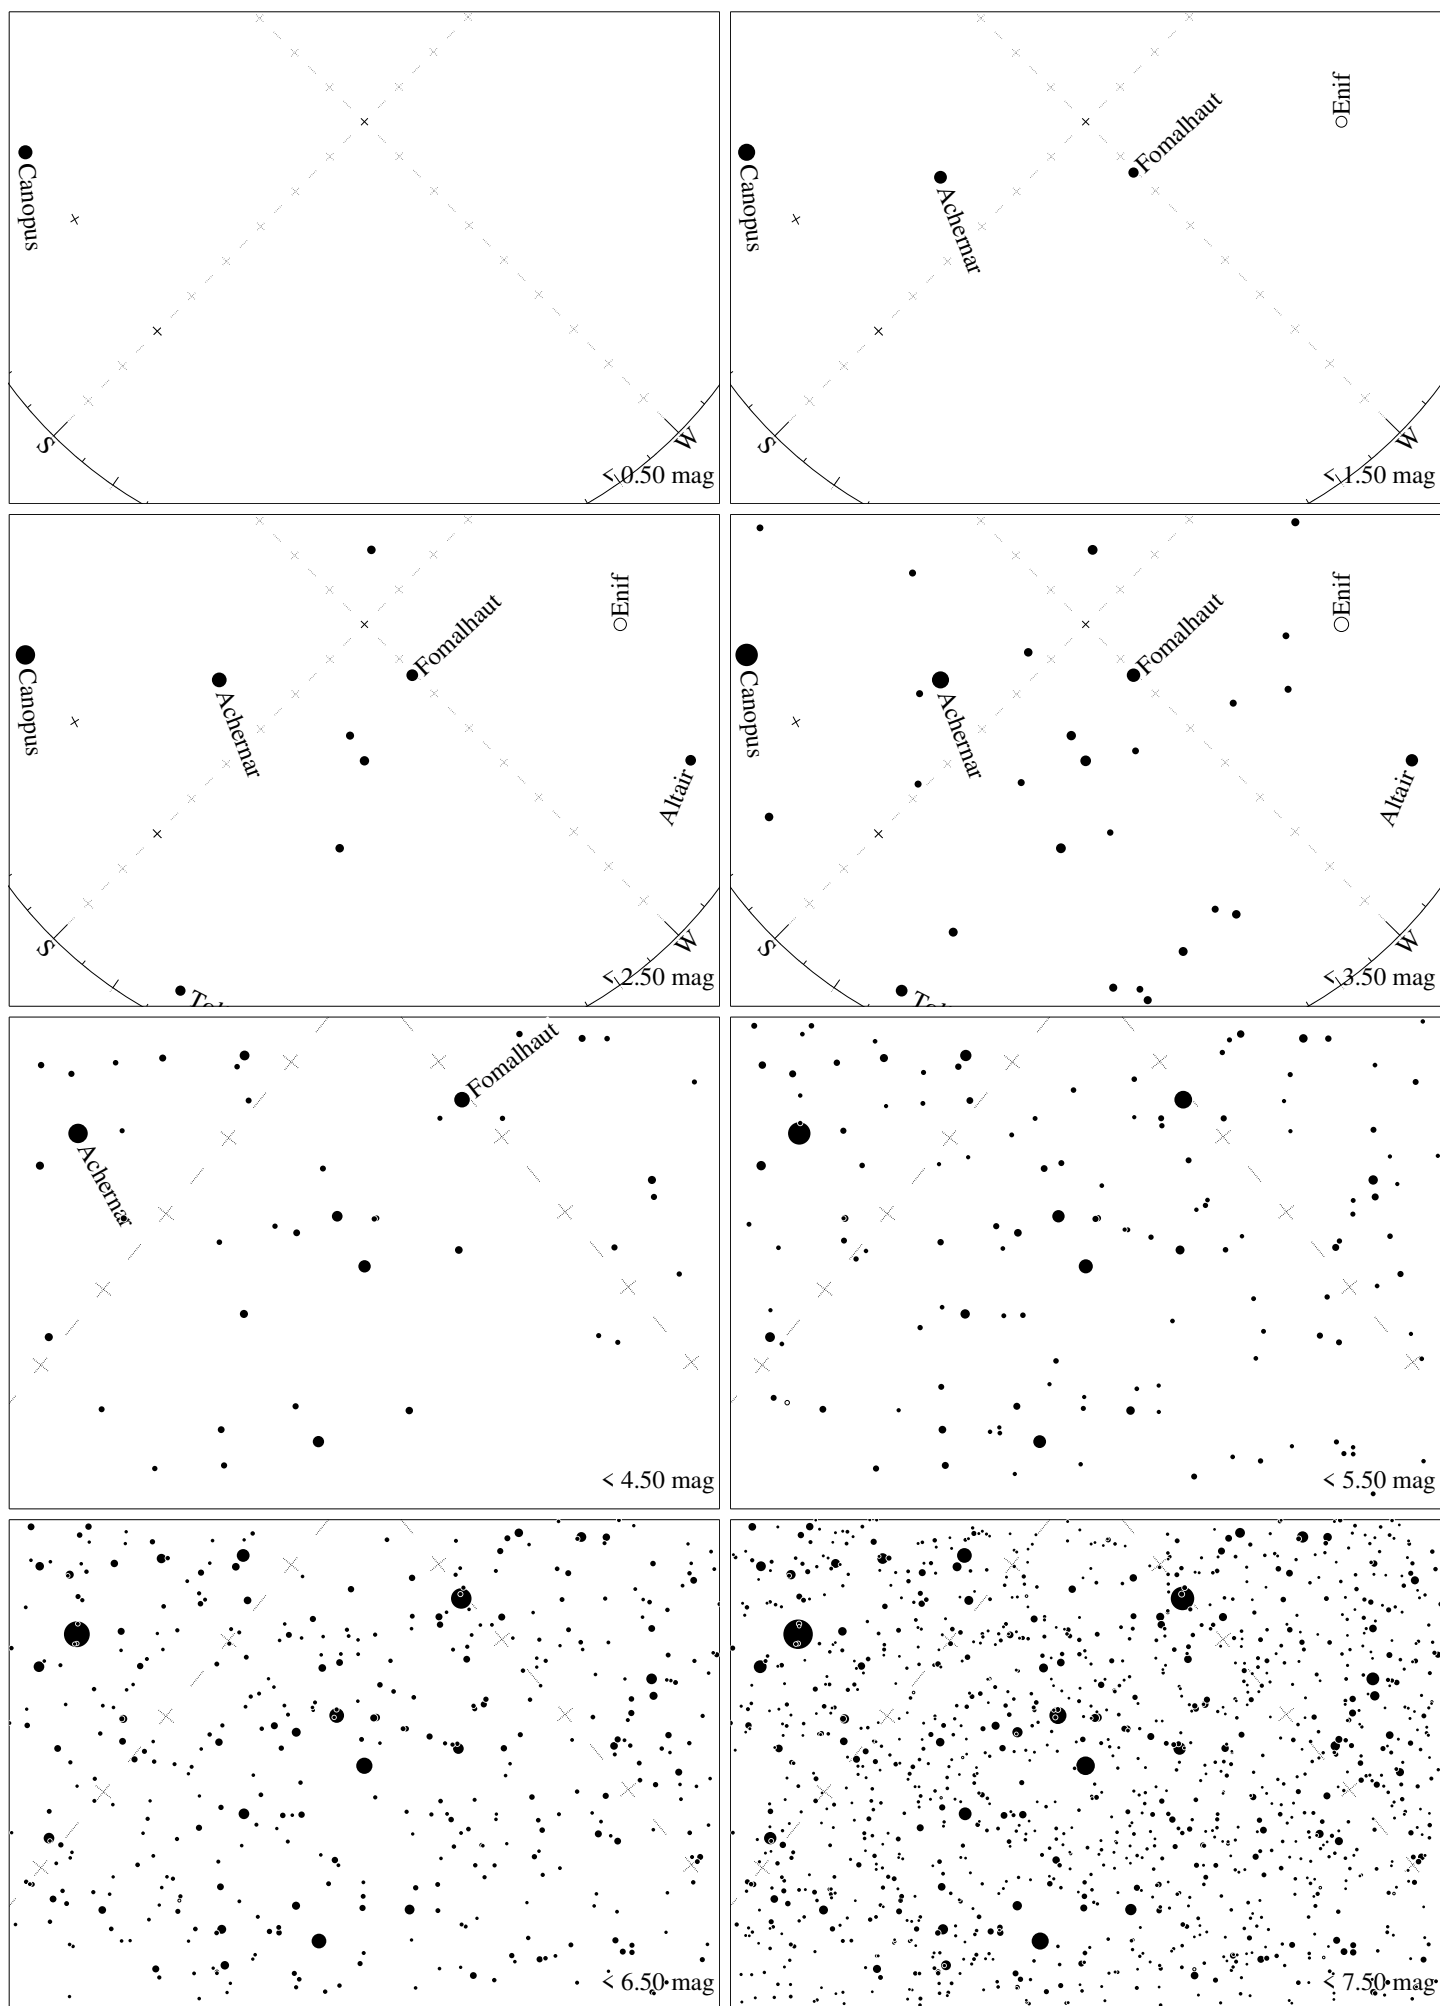 Canopus
S
W
< 0.50 mag
Canopus
Achernar
Fomalhaut
Enif
W
< 1.50 mag
Canopus
Achernar
Fomalhaut
Enif
Altair
S
W
< 2.50 mag
Canopus
Achernar
Fomalhaut
Enif
Altair
S
W
< 3.50 mag
Achernar
Fomalhaut
< 4.50 mag
< 5.50 mag
< 6.50 mag
< 7.50 mag